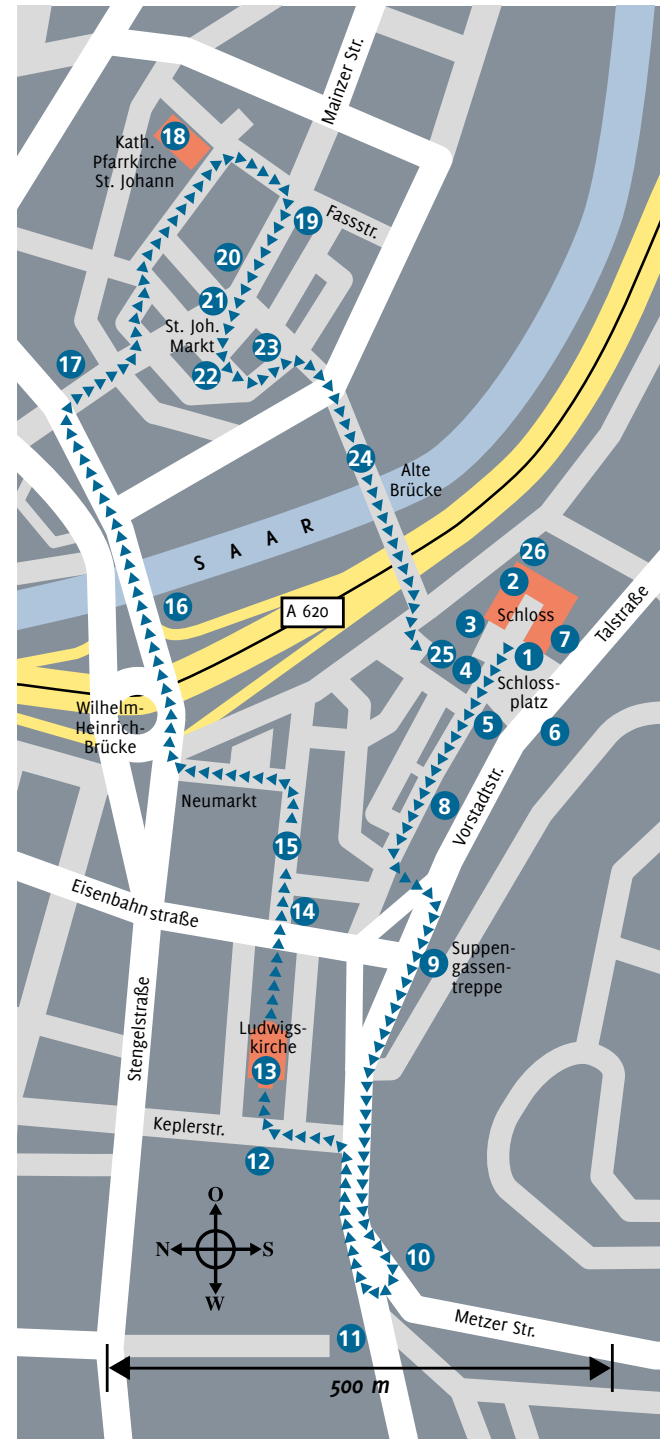 Mainzer Str.
18
Kath.
Pfarrkirche
St. Johann
19
Fassstr.
20
21
St. Joh.
Markt
17
22
23
24
Alte
Brücke
S A A R
16
A 620
26
2
Schloss
3
7
Talstraße
1
25
4
Schloss-
platz
5
6
Wilhelm-
Heinrich-
Brücke
Neumarkt
8
Vorstadtstr.
15
Eisenbahnstraße
14
9
Suppen-
gassen-
treppe
Stengelstraße
Ludwigs-
kirche
13
Keplerstr.
12
O
N
S
W
10
Metzer Str.
11
500 m